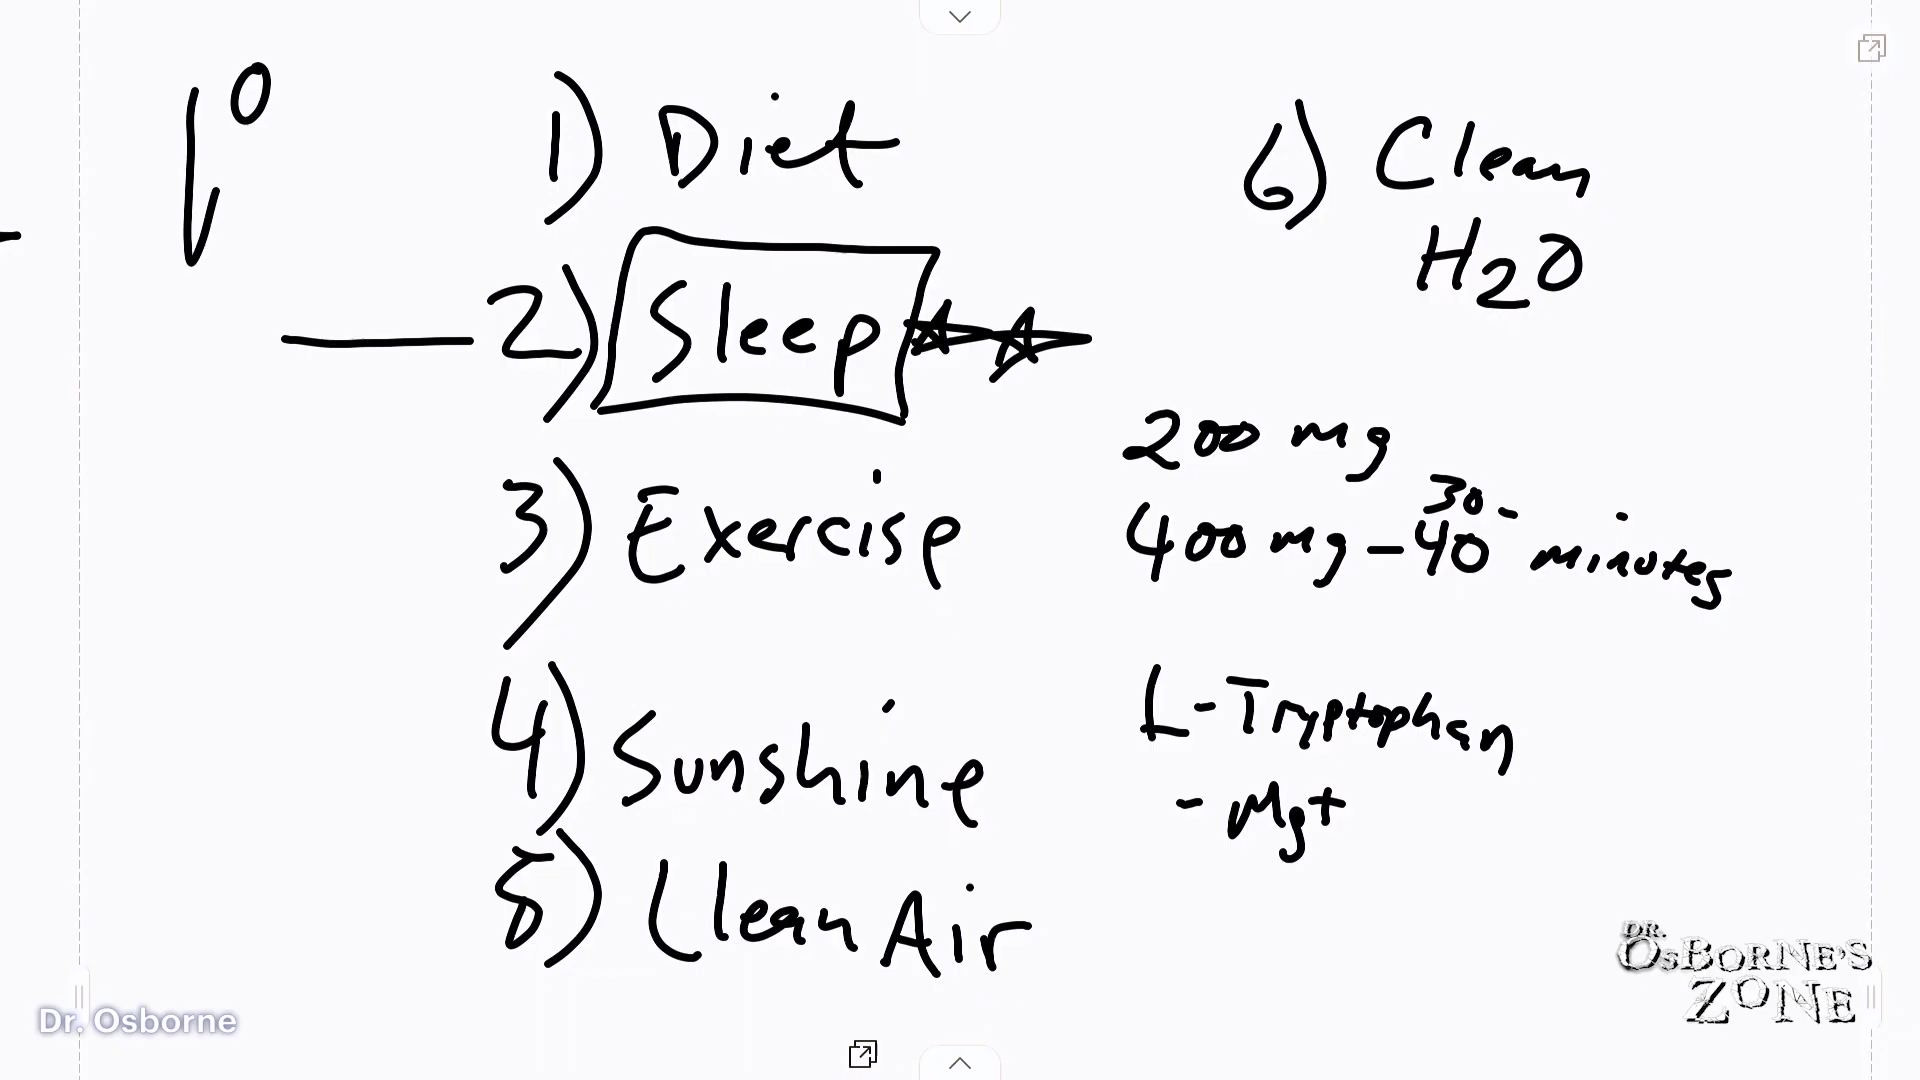 1) Diet
2) Sleep
3) Exercise
4) Sunshine
5) Clean Air
6) Clean
H2O
200 mg
30-
400 mg - 40 minutes
L-Tryptophan
- Mg+
Dr. Osborne
DR.
OSBORNE'S
ZONE